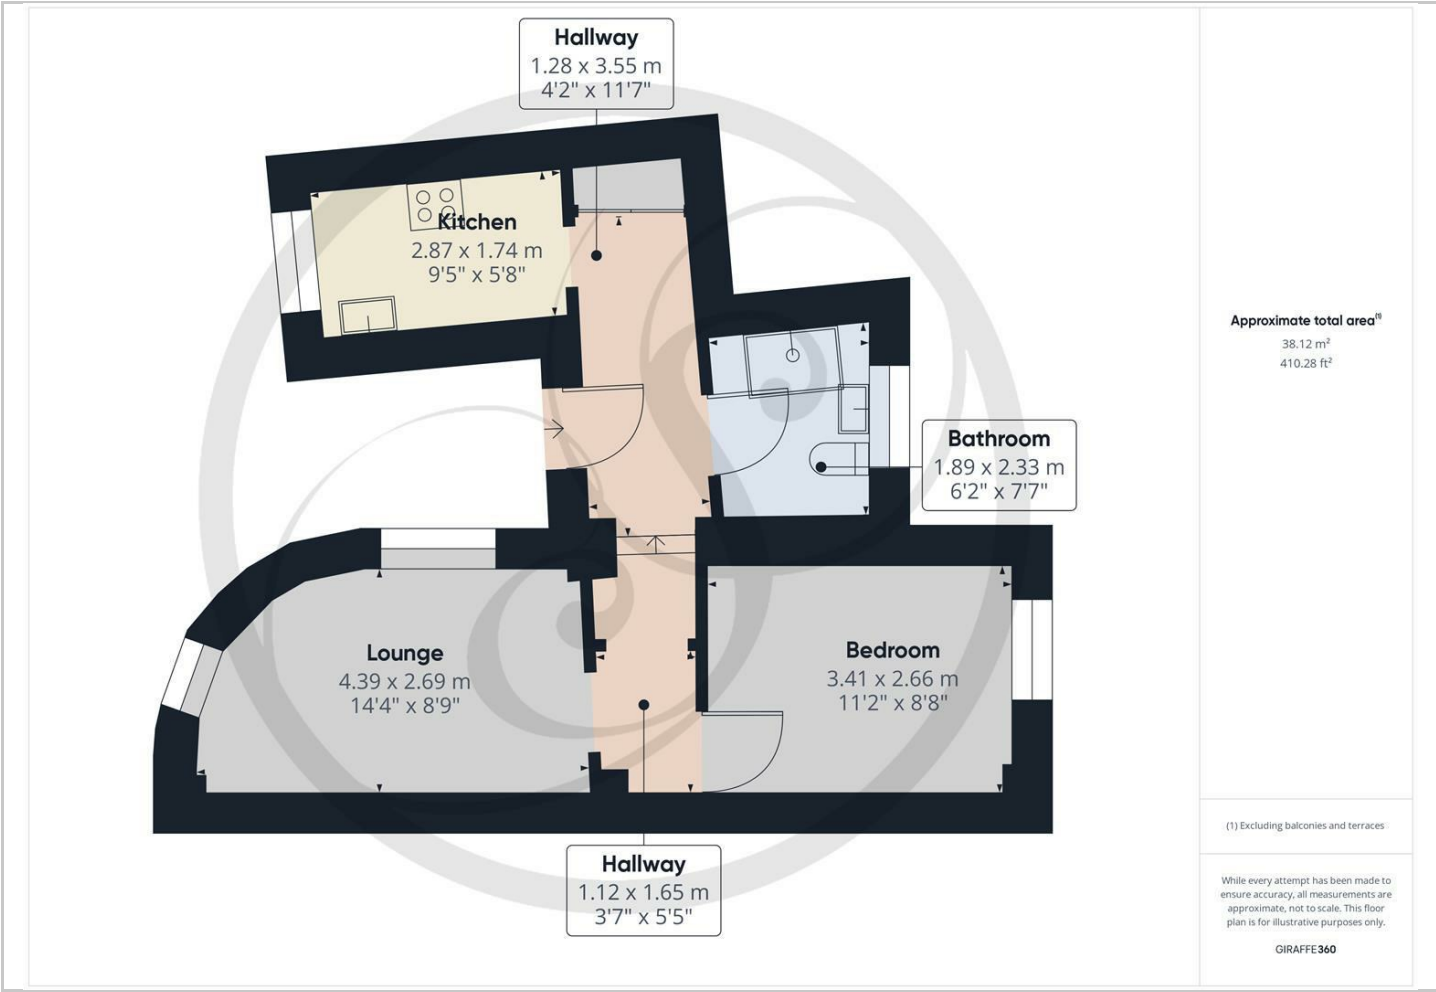 Hallway
1.28 x 3.55 m
4'2" x 11'7"
Kitchen
2.87 x 1.74 m
9'5" x 5'8"
Bathroom
1.89 x 2.33 m
6'2" x 7'7"
Lounge
4.39 x 2.69 m
14'4" x 8'9"
Bedroom
3.41 x 2.66 m
11'2" x 8'8"
Hallway
1.12 x 1.65 m
3'7" x 5'5"
Approximate total area⁽¹⁾
38.12 m²
410.28 ft²
(1) Excluding balconies and terraces
While every attempt has been made to
ensure accuracy, all measurements are
approximate, not to scale. This floor
plan is for illustrative purposes only.
GIRAFFE360